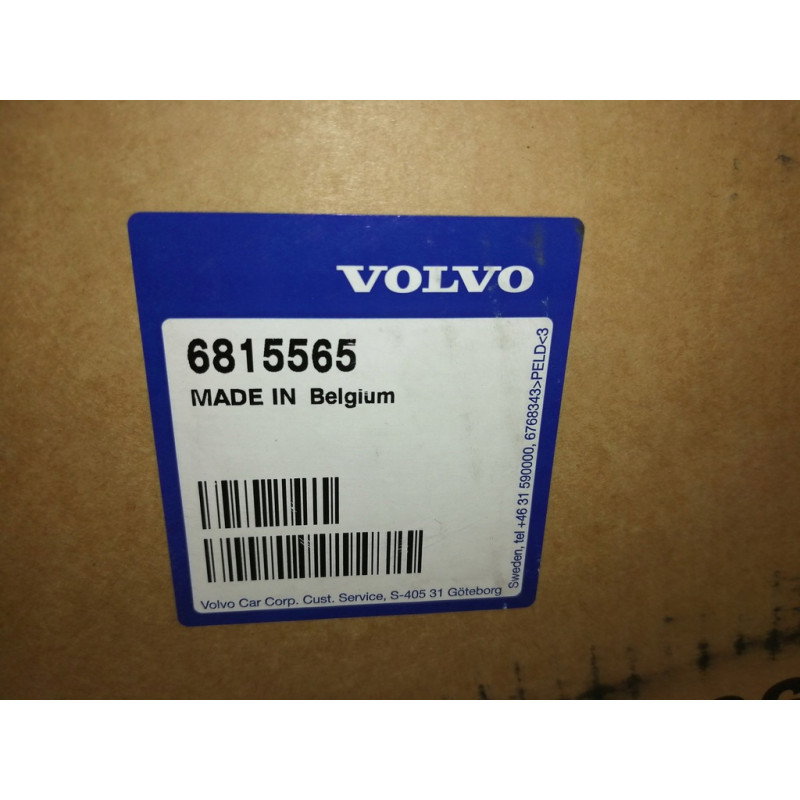 VOLVO
6815565
MADE IN Belgium
Volvo Car Corp. Cust. Service, S-405 31 Göteborg
Sweden, tel +46 31 590000, 6768343>PELD<3